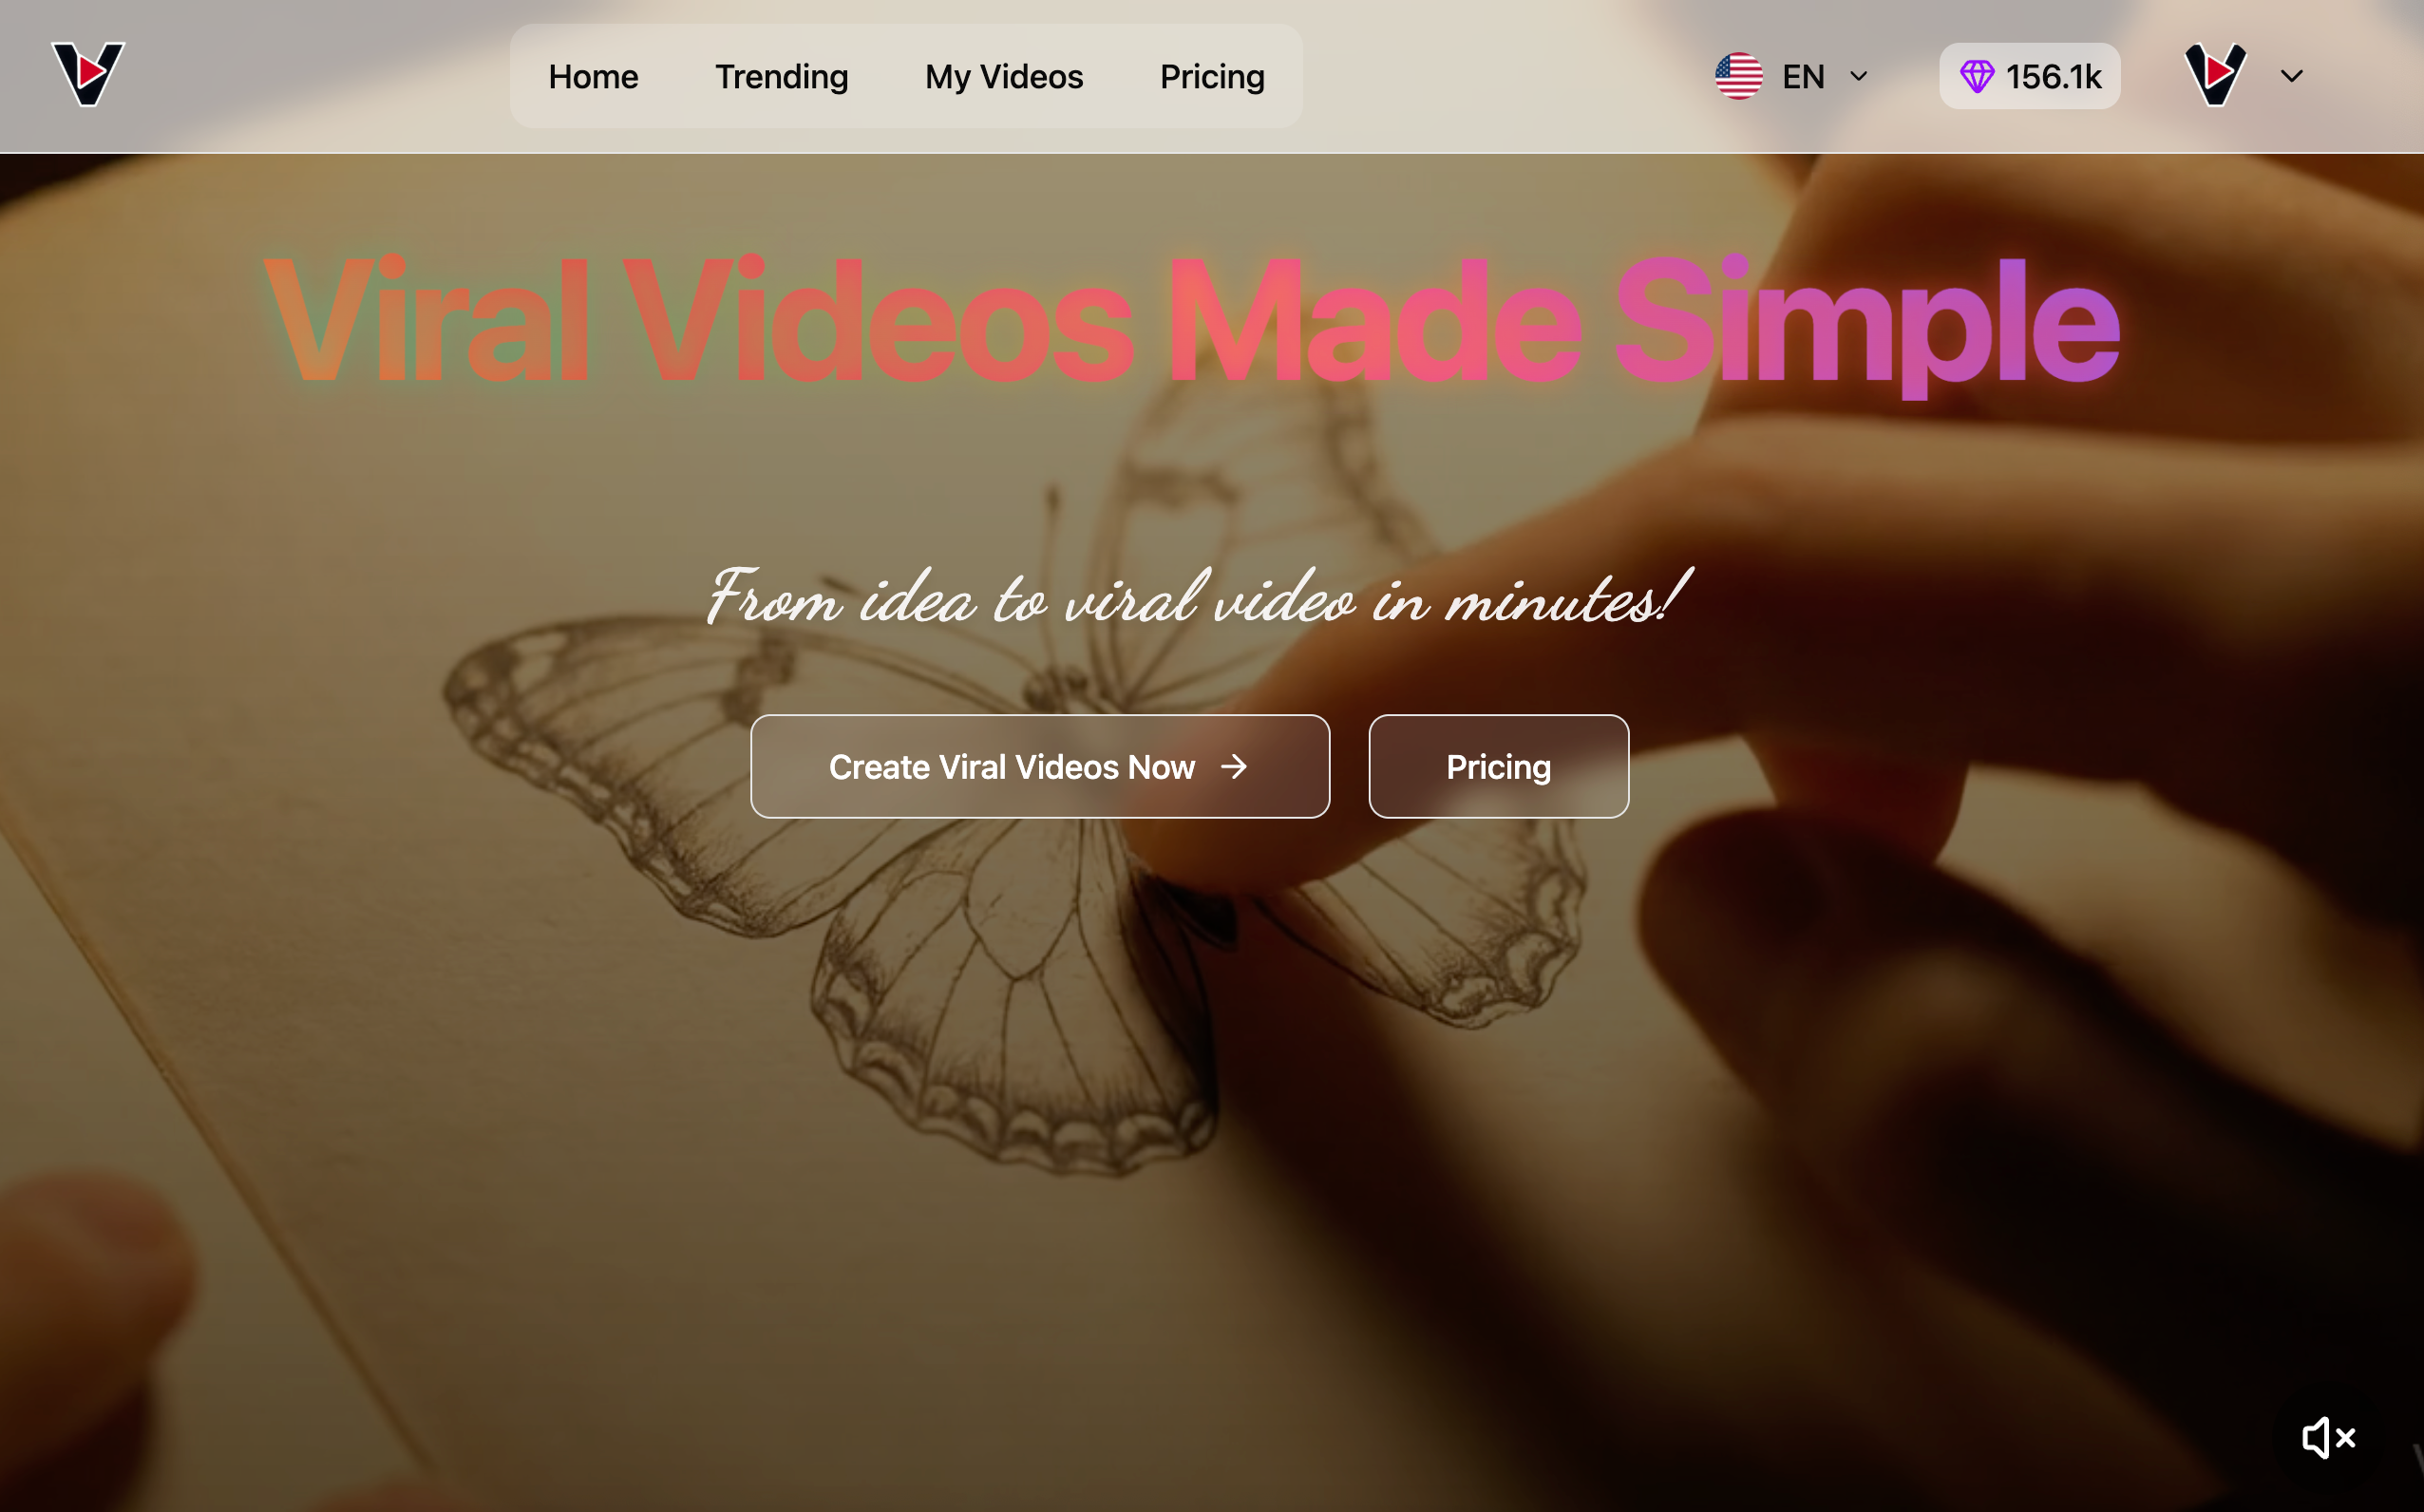 Home Trending My Videos Pricing EN 156.1k
Viral Videos Made Simple
From idea to viral video in minutes!
Create Viral Videos Now → Pricing